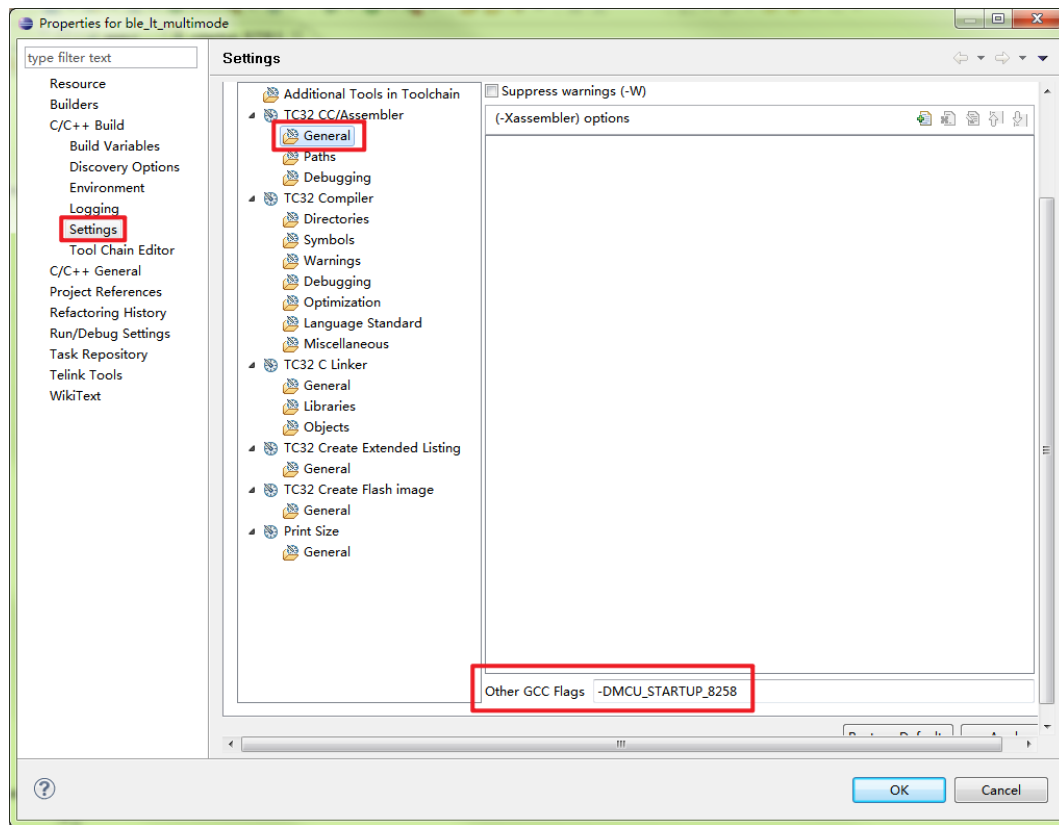 Properties for ble_lt_multimode
type filter text
Resource
Builders
C/C++ Build
Build Variables
Discovery Options
Environment
Logging
Settings
Tool Chain Editor
C/C++ General
Project References
Refactoring History
Run/Debug Settings
Task Repository
Telink Tools
WikiText
Settings
Additional Tools in Toolchain
TC32 CC/Assembler
General
Paths
Debugging
TC32 Compiler
Directories
Symbols
Warnings
Debugging
Optimization
Language Standard
Miscellaneous
TC32 C Linker
General
Libraries
Objects
TC32 Create Extended Listing
General
TC32 Create Flash image
General
Print Size
General
Suppress warnings (-W)
(-Xassembler) options
Other GCC Flags -DMCU_STARTUP_8258
OK
Cancel